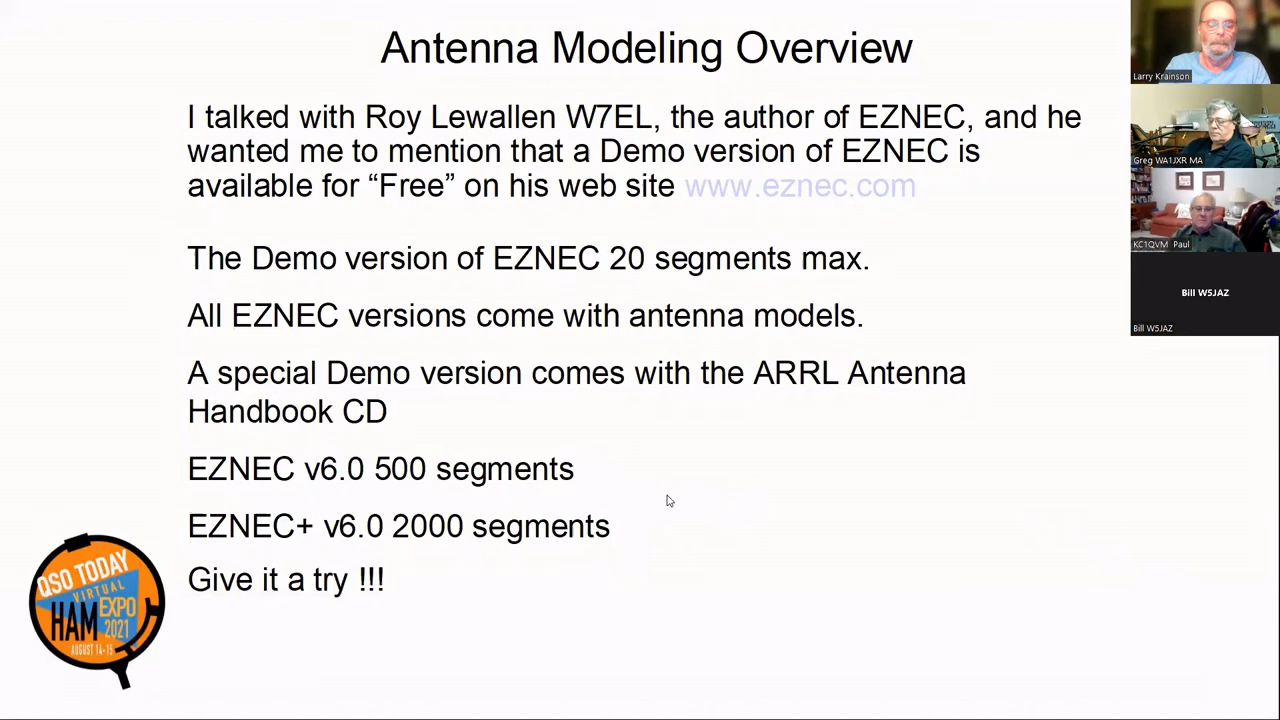 Antenna Modeling Overview
I talked with Roy Lewallen W7EL, the author of EZNEC, and he
wanted me to mention that a Demo version of EZNEC is
available for “Free” on his web site www.eznec.com
The Demo version of EZNEC 20 segments max.
All EZNEC versions come with antenna models.
A special Demo version comes with the ARRL Antenna
Handbook CD
EZNEC v6.0 500 segments
EZNEC+ v6.0 2000 segments
Give it a try !!!
QSO TODAY
VIRTUAL
HAM
EXPO
2021
AUGUST 14-15
Larry Krainson
Greg WA1JXR MA
KC1QVM Paul
Bill W5JAZ
Bill W5JAZ